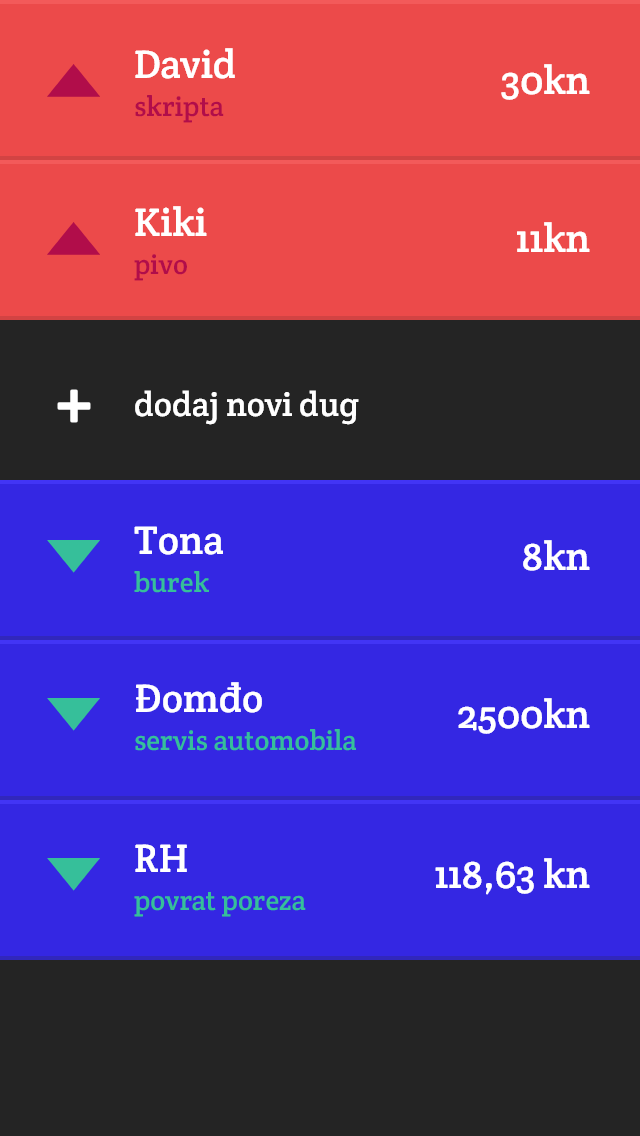 David
skripta
30kn
Kiki
pivo
11kn
dodaj novi dug
Tona
burek
8kn
Đomđo
servis automobila
2500kn
RH
povrat poreza
118,63 kn